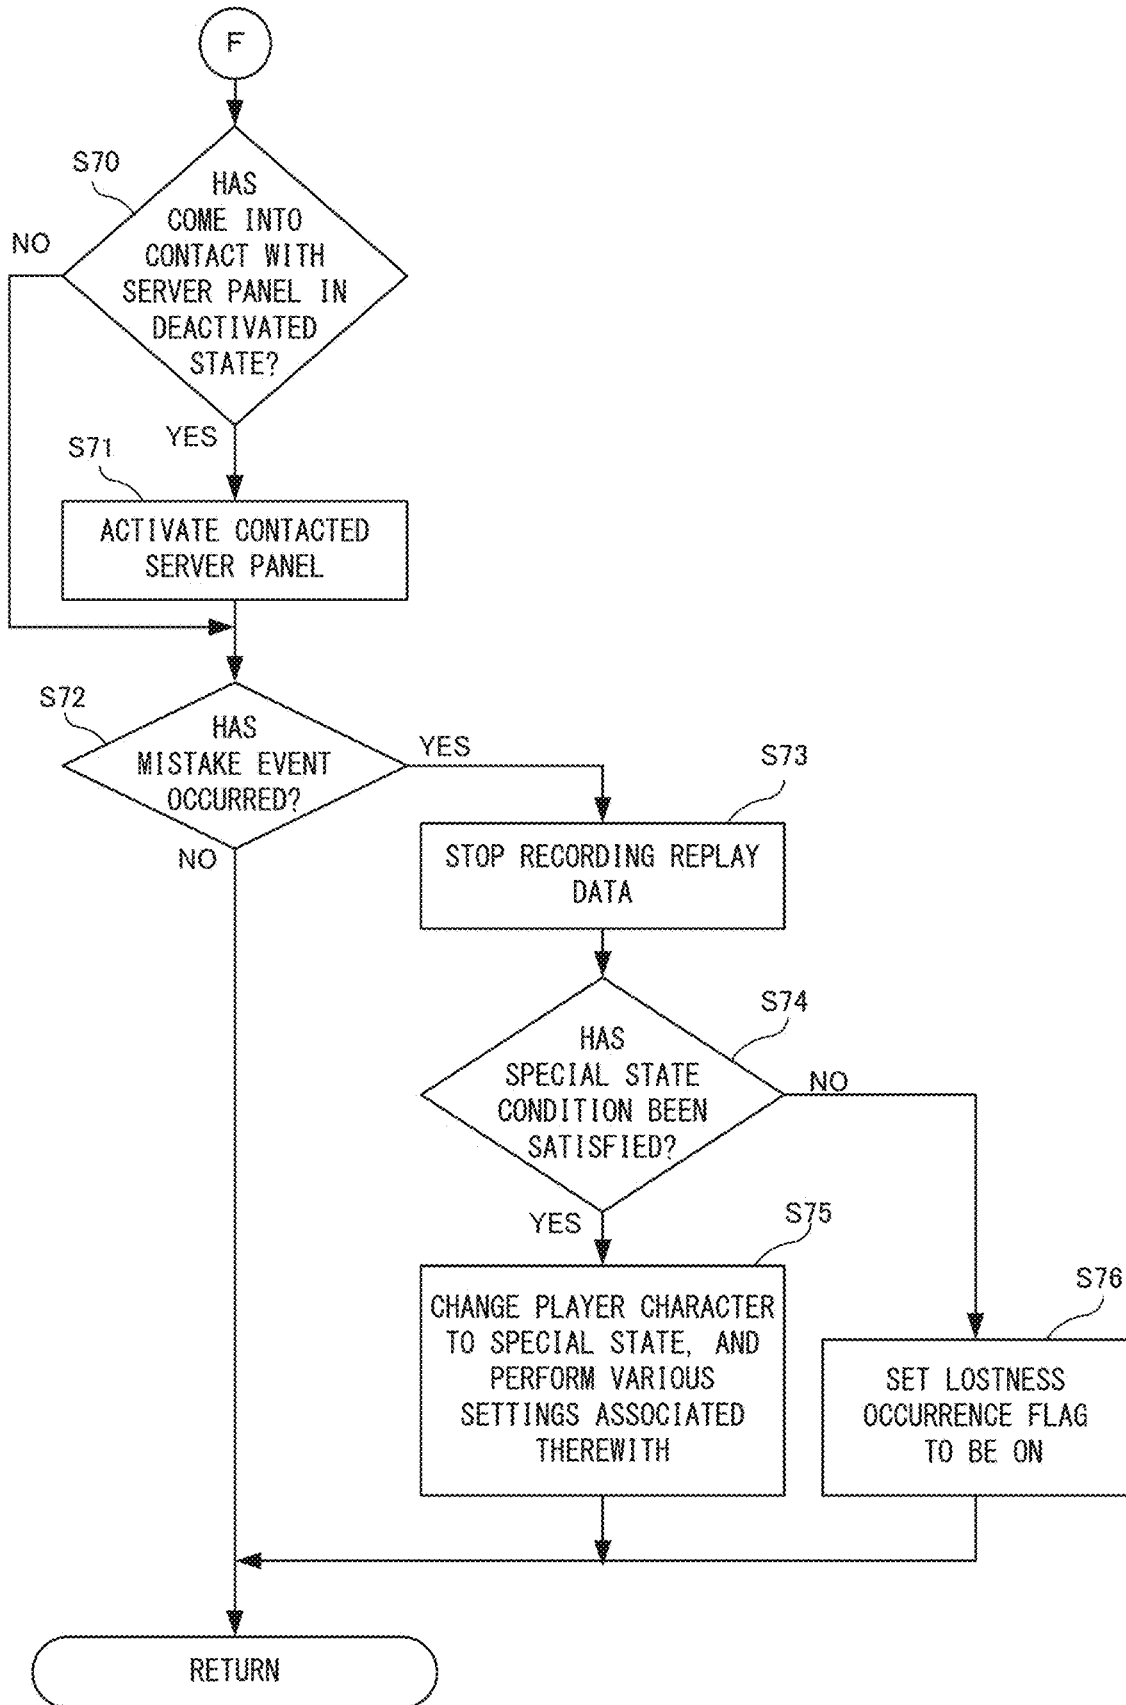 F
S70
HAS
COME INTO
CONTACT WITH
SERVER PANEL IN
DEACTIVATED
STATE?
NO
YES
S71
ACTIVATE CONTACTED
SERVER PANEL
S72
HAS
MISTAKE EVENT
OCCURRED?
YES
NO
S73
STOP RECORDING REPLAY
DATA
S74
HAS
SPECIAL STATE
CONDITION BEEN
SATISFIED?
NO
YES
S75
CHANGE PLAYER CHARACTER
TO SPECIAL STATE, AND
PERFORM VARIOUS
SETTINGS ASSOCIATED
THEREWITH
S76
SET LOSTNESS
OCCURRENCE FLAG
TO BE ON
RETURN